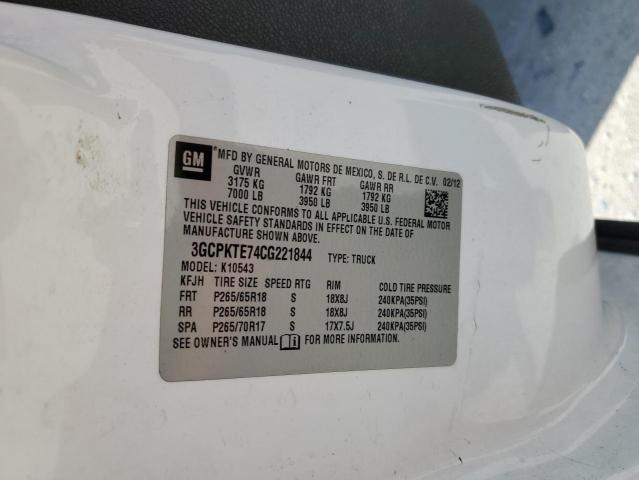 GM
MFD BY GENERAL MOTORS DE MEXICO, S. DE R.L. DE C.V. 02/12
GVWR GAWR FRT GAWR RR
3175 KG 1792 KG 1792 KG
7000 LB 3950 LB 3950 LB
THIS VEHICLE CONFORMS TO ALL APPLICABLE U.S. FEDERAL MOTOR
VEHICLE SAFETY STANDARDS IN EFFECT ON THE DATE OF
MANUFACTURE SHOWN ABOVE.
3GCPKTE74CG221844
MODEL: K10543 TYPE: TRUCK
KFJH TIRE SIZE SPEED RTG RIM COLD TIRE PRESSURE
FRT P265/65R18 S 18X8J 240KPA(35PSI)
RR P265/65R18 S 18X8J 240KPA(35PSI)
SPA P265/70R17 S 17X7.5J 240KPA(35PSI)
SEE OWNER'S MANUAL FOR MORE INFORMATION.